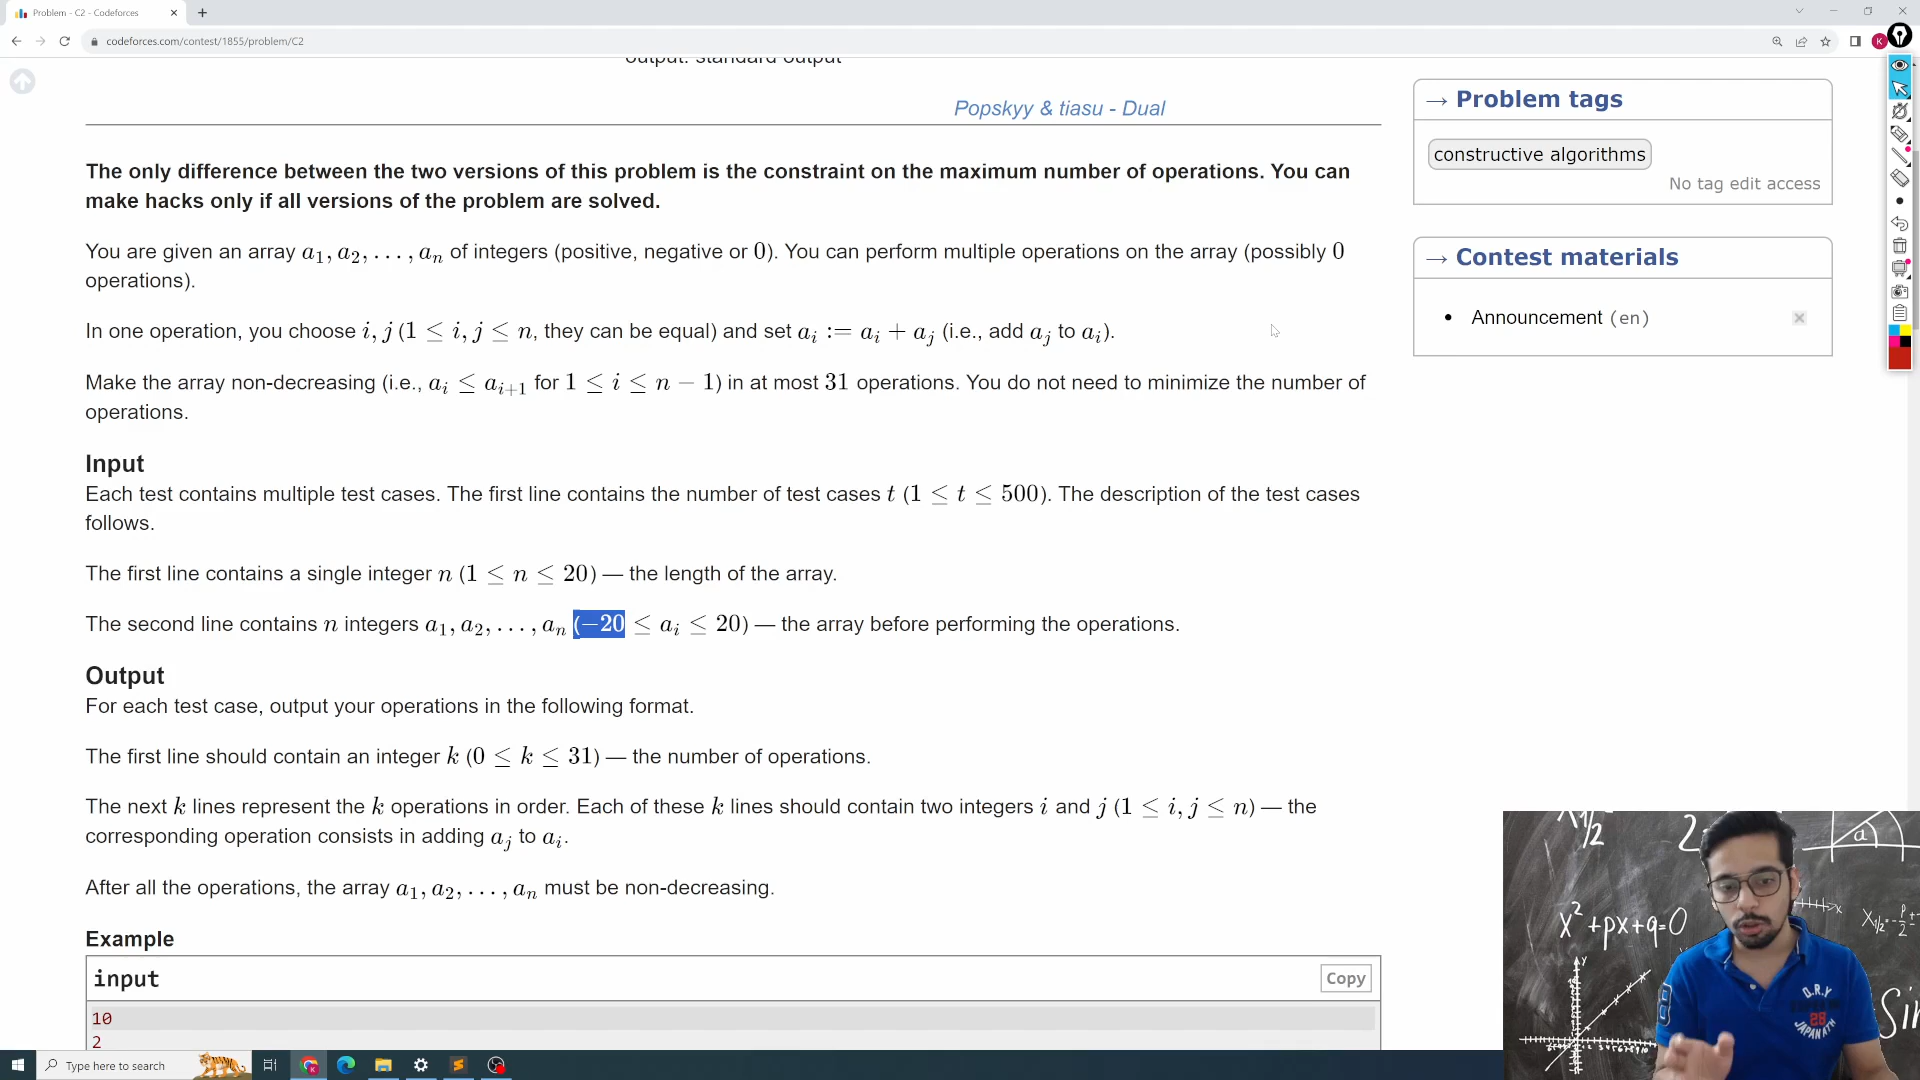 Problem - C2 - Codeforces
codeforces.com/contest/1855/problem/C2
output: standard output
Popskyy & tiasu - Dual
The only difference between the two versions of this problem is the constraint on the maximum number of operations. You can
make hacks only if all versions of the problem are solved.
You are given an array a₁, a₂, . . . , aₙ of integers (positive, negative or 0). You can perform multiple operations on the array (possibly 0
operations).
In one operation, you choose i, j (1 ≤ i, j ≤ n, they can be equal) and set aᵢ := aᵢ + aⱼ (i.e., add aⱼ to aᵢ).
Make the array non-decreasing (i.e., aᵢ ≤ aᵢ₊₁ for 1 ≤ i ≤ n − 1) in at most 31 operations. You do not need to minimize the number of
operations.
Input
Each test contains multiple test cases. The first line contains the number of test cases t (1 ≤ t ≤ 500). The description of the test cases
follows.
The first line contains a single integer n (1 ≤ n ≤ 20) — the length of the array.
The second line contains n integers a₁, a₂, . . . , aₙ (−20 ≤ aᵢ ≤ 20) — the array before performing the operations.
Output
For each test case, output your operations in the following format.
The first line should contain an integer k (0 ≤ k ≤ 31) — the number of operations.
The next k lines represent the k operations in order. Each of these k lines should contain two integers i and j (1 ≤ i, j ≤ n) — the
corresponding operation consists in adding aⱼ to aᵢ.
After all the operations, the array a₁, a₂, . . . , aₙ must be non-decreasing.
Example
input
Copy
10
2
→ Problem tags
constructive algorithms
No tag edit access
→ Contest materials
• Announcement (en)
K
x² + px + q = 0
a
D.R.Y
28
JAPAN ATH
Type here to search